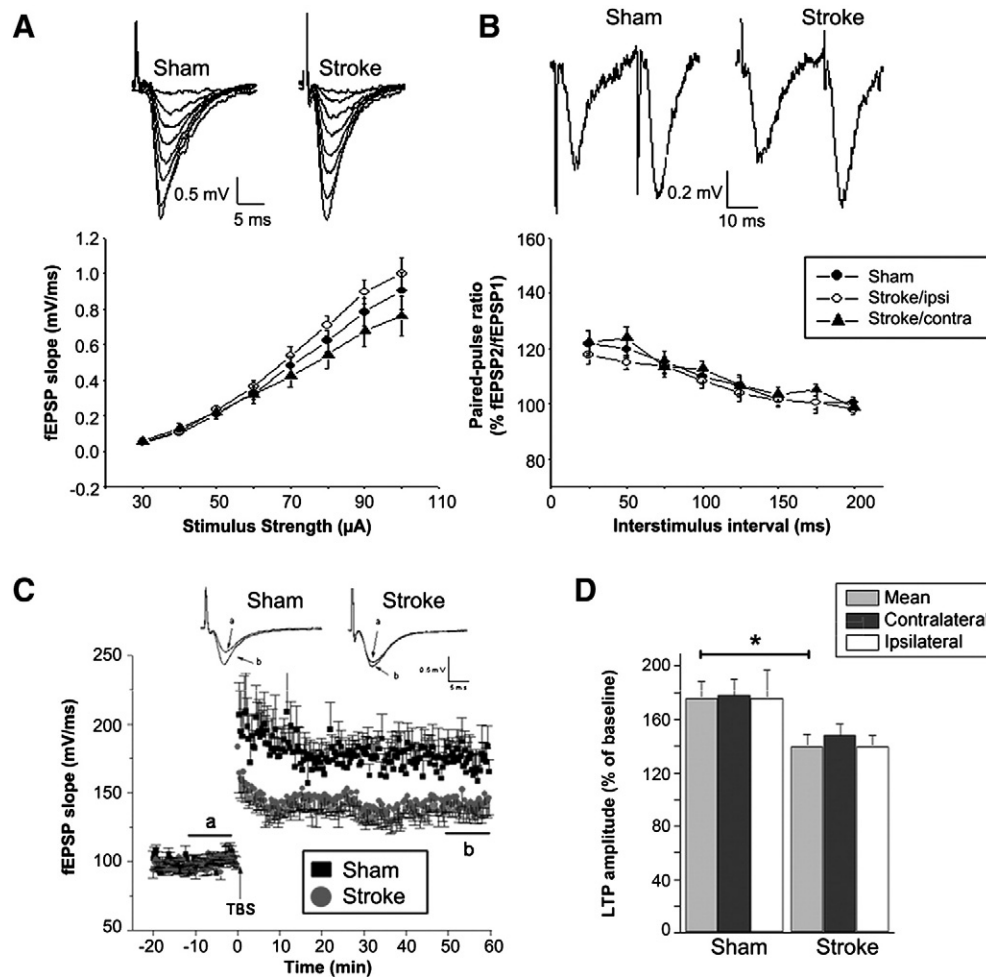 A
Sham
Stroke
0.5 mV
5 ms
1.2
1.0
0.8
0.6
0.4
0.2
0.0
-0.2
fEPSP slope (mV/ms)
30
50
70
90
110
Stimulus Strength (µA)
B
Sham
Stroke
0.2 mV
10 ms
160
140
120
100
80
Paired-pulse ratio
(% fEPSP2/fEPSP1)
Sham
Stroke/ipsi
Stroke/contra
0
50
100
150
200
Interstimulus interval (ms)
C
Sham
Stroke
a
b
a
b
0.5 mV
5 ms
250
200
150
100
50
fEPSP slope (mV/ms)
a
b
TBS
Sham
Stroke
-20
-10
0
10
20
30
40
50
60
Time (min)
D
Mean
Contralateral
Ipsilateral
*
200
160
120
80
40
0
LTP amplitude (% of baseline)
Sham
Stroke